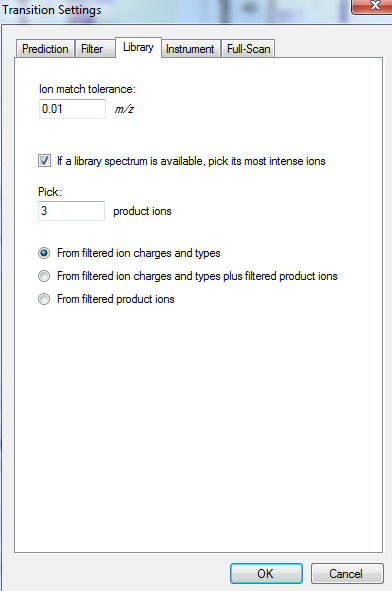 Transition Settings
Prediction Filter Library Instrument Full-Scan
Ion match tolerance:
0.01 m/z
If a library spectrum is available, pick its most intense ions
Pick:
3 product ions
From filtered ion charges and types
From filtered ion charges and types plus filtered product ions
From filtered product ions
OK Cancel